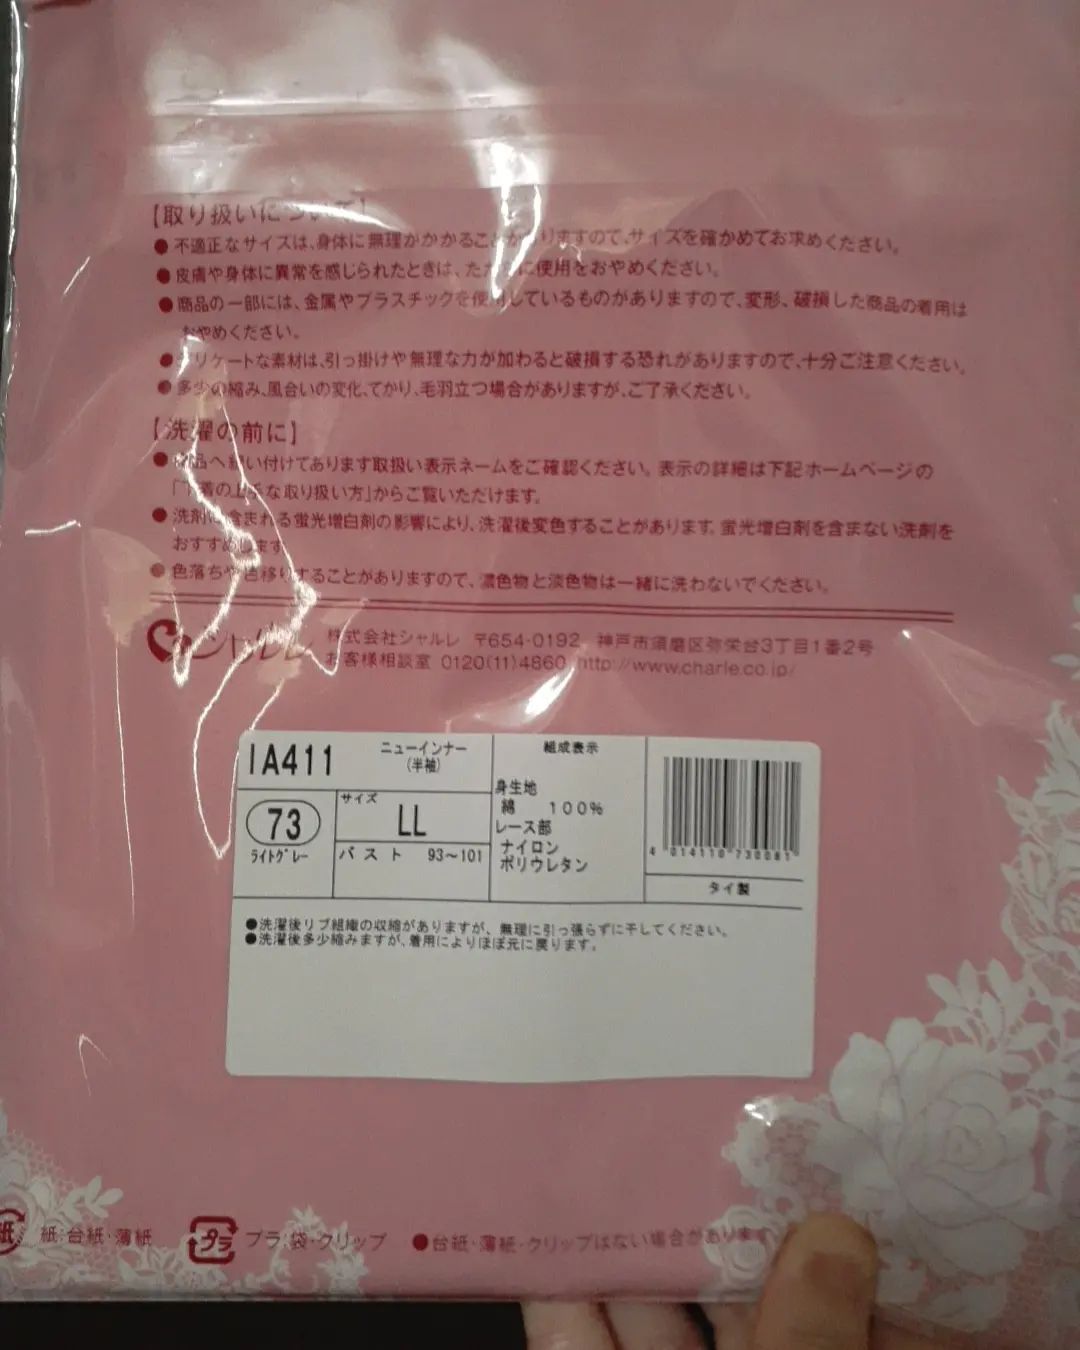 【取り扱いについて】
●不適正なサイズは、身体に無理がかかることがありますので、サイズを確かめてお求めください。
●皮膚や身体に異常を感じられたときは、ただちに使用をおやめください。
●商品の一部には、金属やプラスチックを使用しているものがありますので、変形、破損した商品の着用は
おやめください。
●デリケートな素材は、引っ掛けや無理な力が加わると破損する恐れがありますので、十分ご注意ください。
●多少の縮み、風合いの変化、てかり、毛羽立つ場合がありますが、ご了承ください。
【洗濯の前に】
●商品へ縫い付けてあります取扱い表示ネームをご確認ください。表示の詳細は下記ホームページの
「下着の上手な取り扱い方」からご覧いただけます。
●洗剤に含まれる蛍光増白剤の影響により、洗濯後変色することがあります。蛍光増白剤を含まない洗剤を
おすすめします。
●色落ちや色移りすることがありますので、濃色物と淡色物は一緒に洗わないでください。
シャルレ 株式会社シャルレ 〒654-0192 神戸市須磨区弥栄台3丁目1番2号
お客様相談室 0120(11)4860 http://www.charle.co.jp/
IA411 ニューインナー
(半袖)
73
ライトグレー
サイズ
LL
バスト 93〜101
組成表示
身生地
綿 100%
レース部
ナイロン
ポリウレタン
4 014110 730081
タイ製
●洗濯後リブ組織の収縮がありますが、無理に引っ張らずに干してください。
●洗濯後多少縮みますが、着用によりほぼ元に戻ります。
紙 紙:台紙・薄紙 プラ プラ:袋・クリップ ●台紙・薄紙・クリップはない場合があります